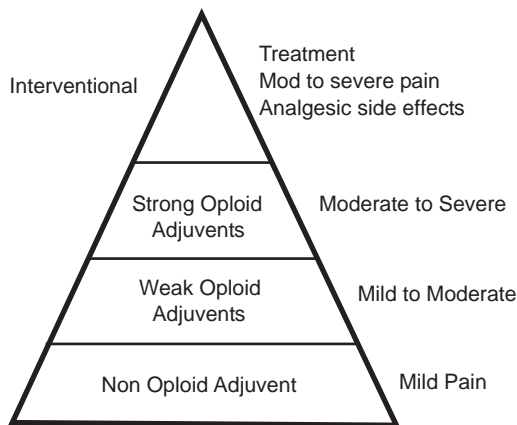 Interventional
Treatment
Mod to severe pain
Analgesic side effects
Strong Oploid
Adjuvents
Moderate to Severe
Weak Oploid
Adjuvents
Mild to Moderate
Non Oploid Adjuvent
Mild Pain